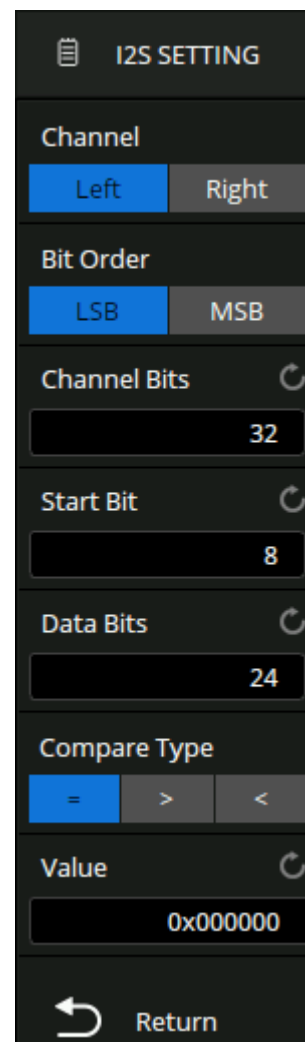 I2S SETTING
Channel
Left Right
Bit Order
LSB MSB
Channel Bits
32
Start Bit
8
Data Bits
24
Compare Type
= > <
Value
0x000000
Return